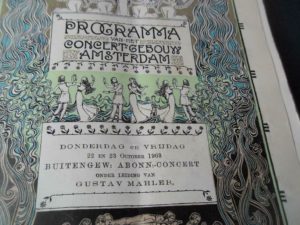 PROGRAMMA
VAN HET
CONCERTGEBOUW
AMSTERDAM
DONDERDAG en VRIJDAG
22 en 23 October 1903
BUITENGEW: ABONN:-CONCERT
ONDER LEIDING VAN
GUSTAV MAHLER.